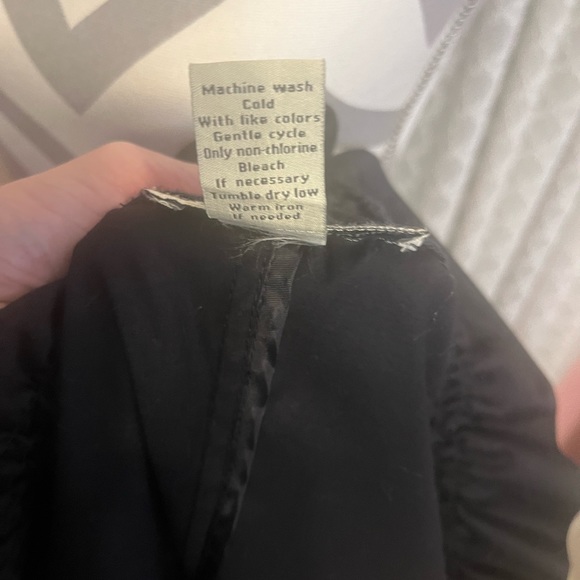 Machine wash
Cold
With like colors
Gentle cycle
Only non-chlorine
Bleach
If necessary
Tumble dry low
Warm iron
If needed